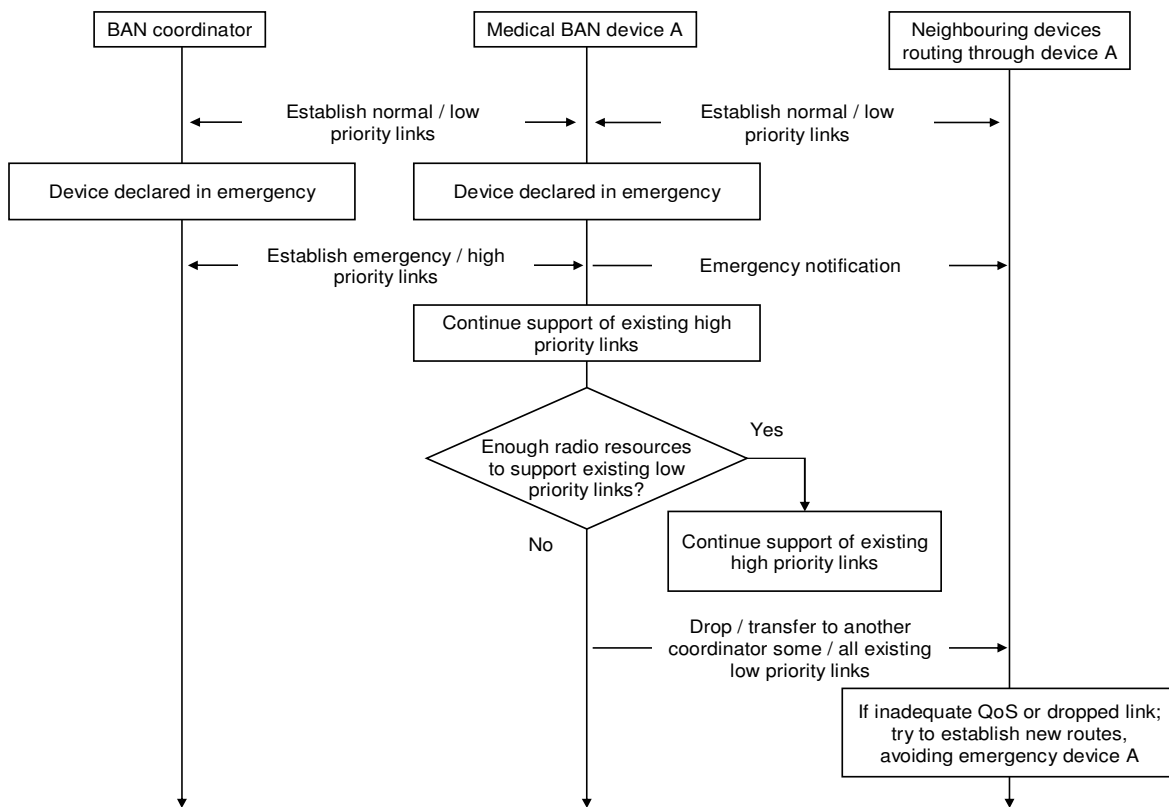 BAN coordinator
Medical BAN device A
Neighbouring devices
routing through device A
Establish normal / low
priority links
Establish normal / low
priority links
Device declared in emergency
Device declared in emergency
Establish emergency / high
priority links
Emergency notification
Continue support of existing high
priority links
Enough radio resources
to support existing low
priority links?
Yes
No
Continue support of existing
high priority links
Drop / transfer to another
coordinator some / all existing
low priority links
If inadequate QoS or dropped link;
try to establish new routes,
avoiding emergency device A